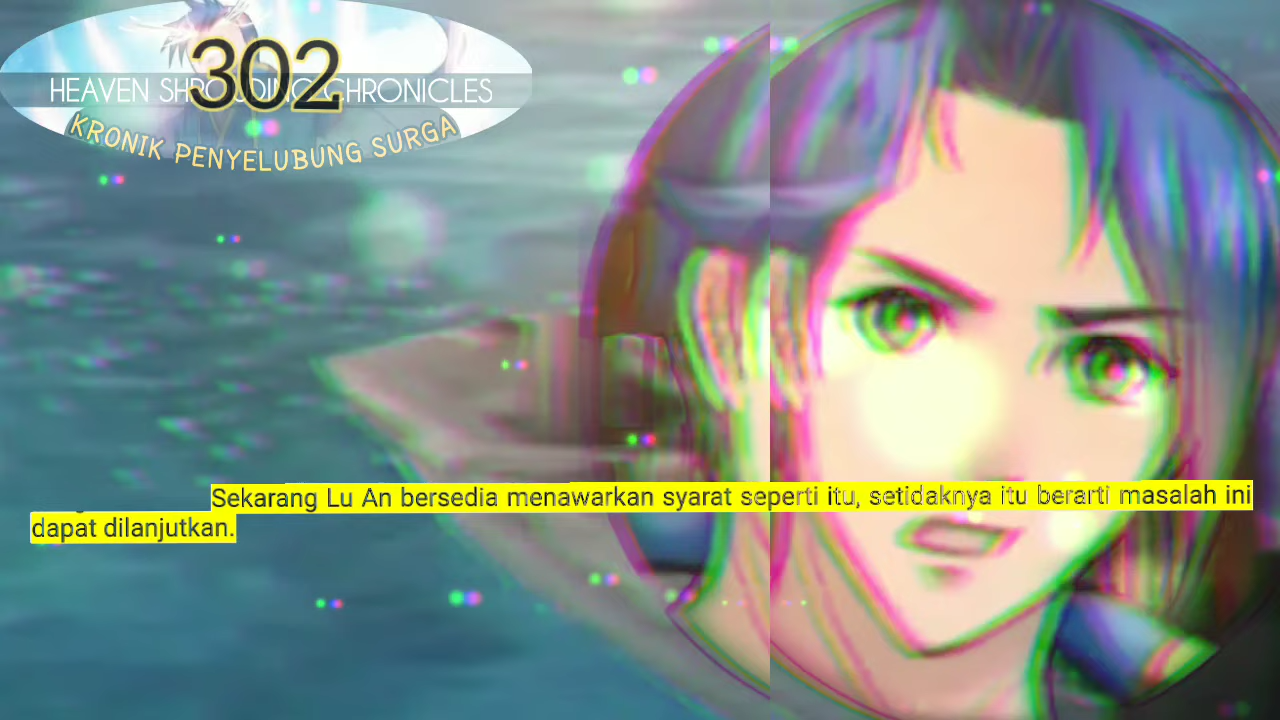 302
HEAVEN SHROUDING CHRONICLES
KRONIK PENYELUBUNG SURGA
Sekarang Lu An bersedia menawarkan syarat seperti itu, setidaknya itu berarti masalah ini
dapat dilanjutkan.